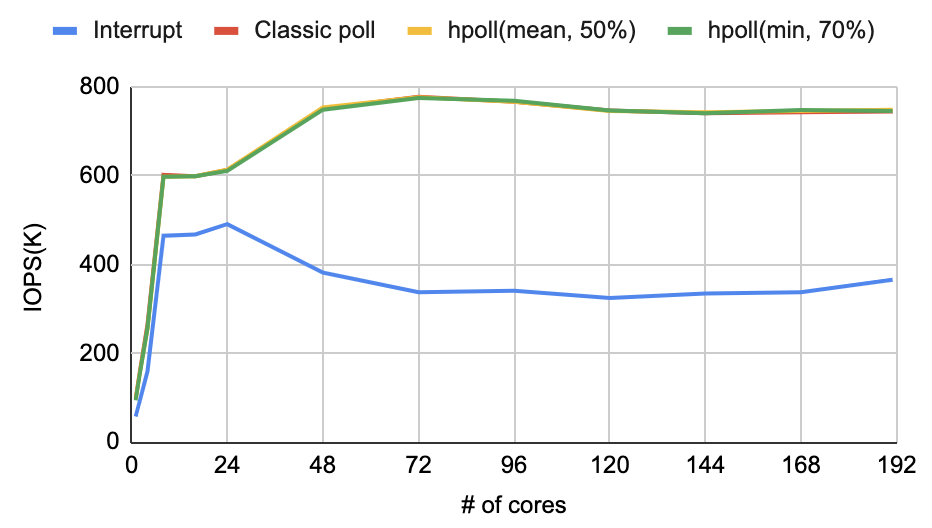 Interrupt Classic poll hpoll(mean, 50%) hpoll(min, 70%)
800
600
400
200
0
IOPS(K)
0 24 48 72 96 120 144 168 192
# of cores